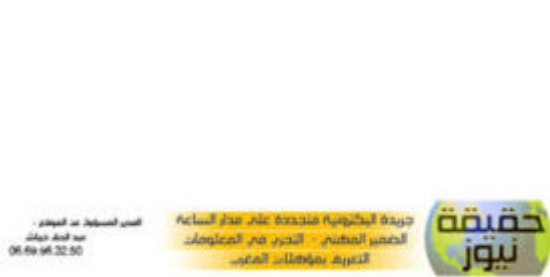 حقيقة
نيوز
جريدة إليكترونية متجددة على مدار الساعة
الضمير المهني - التحري في المعلومات
التعريف بمؤهلات المغرب
المدير المسؤول عن الموقع :
06.69.96.32.50